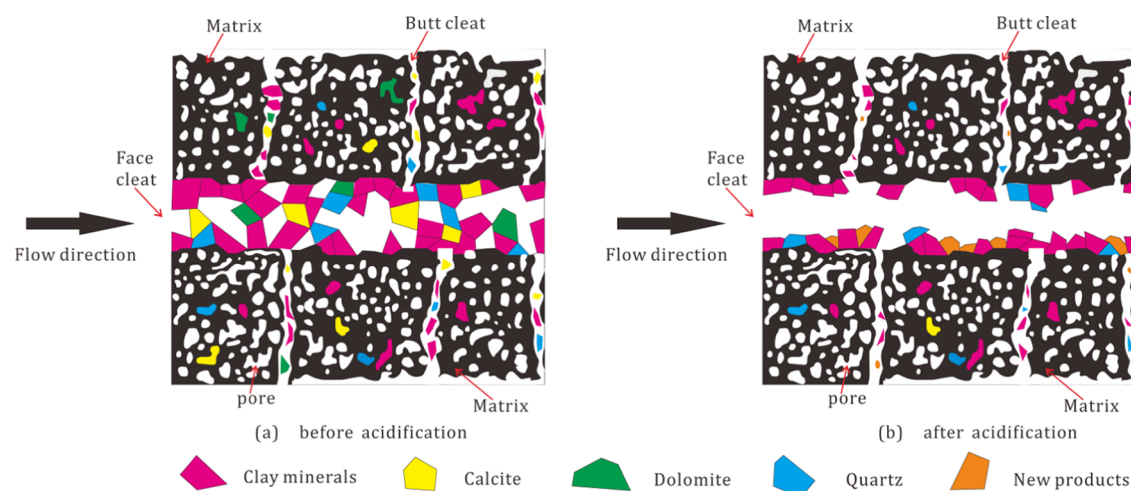 Matrix
Butt cleat
Face
cleat
Flow direction
pore
Matrix
(a) before acidification
Matrix
Butt cleat
Face
cleat
Flow direction
pore
Matrix
(b) after acidification
Clay minerals
Calcite
Dolomite
Quartz
New products